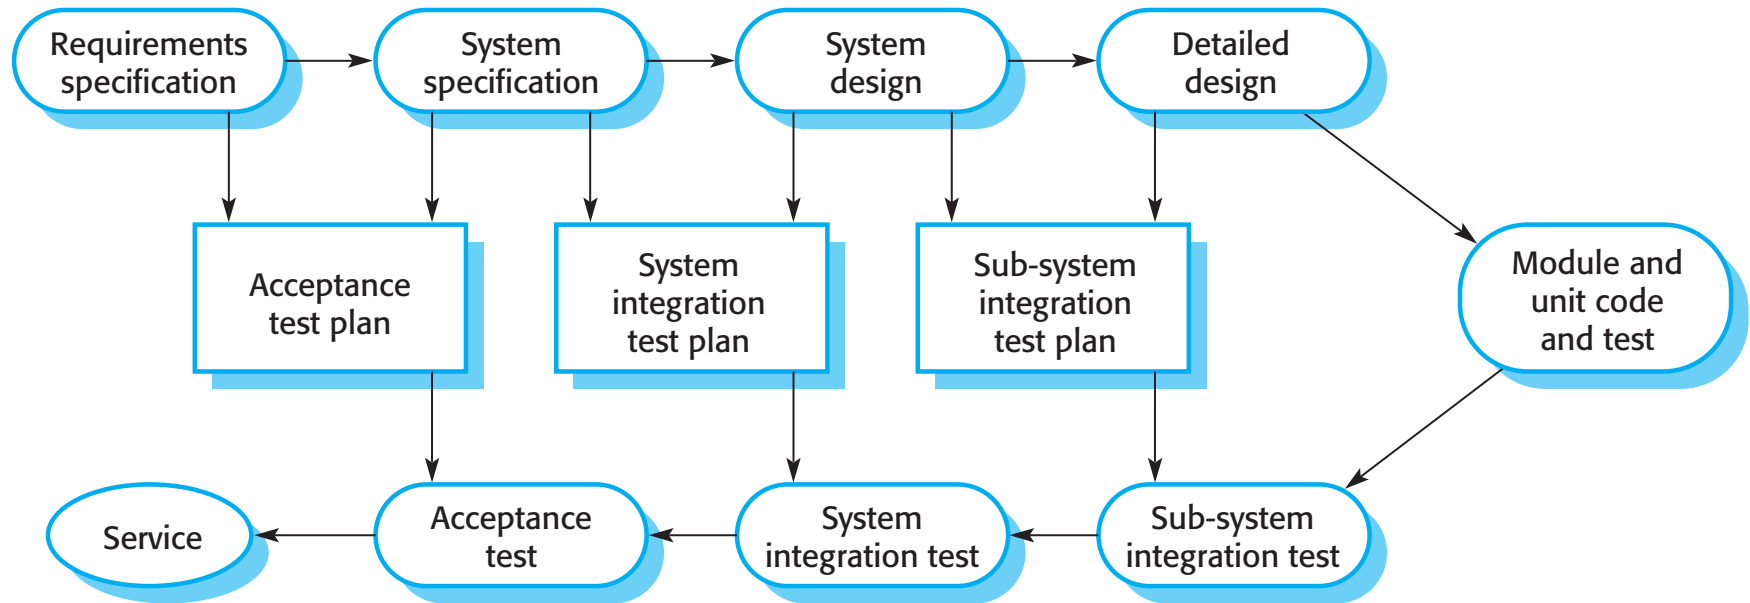 Requirements
specification
System
specification
System
design
Detailed
design
Acceptance
test plan
System
integration
test plan
Sub-system
integration
test plan
Module and
unit code
and test
Service
Acceptance
test
System
integration test
Sub-system
integration test